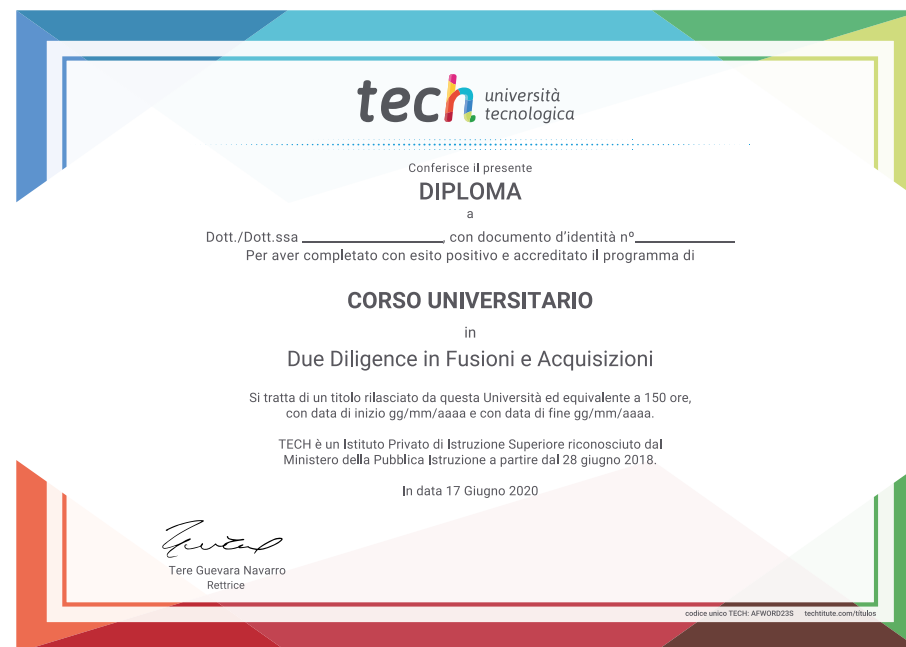 tech università
tecnologica
Conferisce il presente
DIPLOMA
a
Dott./Dott.ssa ________________, con documento d'identità nº____________
Per aver completato con esito positivo e accreditato il programma di
CORSO UNIVERSITARIO
in
Due Diligence in Fusioni e Acquisizioni
Si tratta di un titolo rilasciato da questa Università ed equivalente a 150 ore,
con data di inizio gg/mm/aaaa e con data di fine gg/mm/aaaa.
TECH è un Istituto Privato di Istruzione Superiore riconosciuto dal
Ministero della Pubblica Istruzione a partire dal 28 giugno 2018.
In data 17 Giugno 2020
Tere Guevara Navarro
Rettrice
codice unico TECH: AFWORD23S techtitute.com/titulos